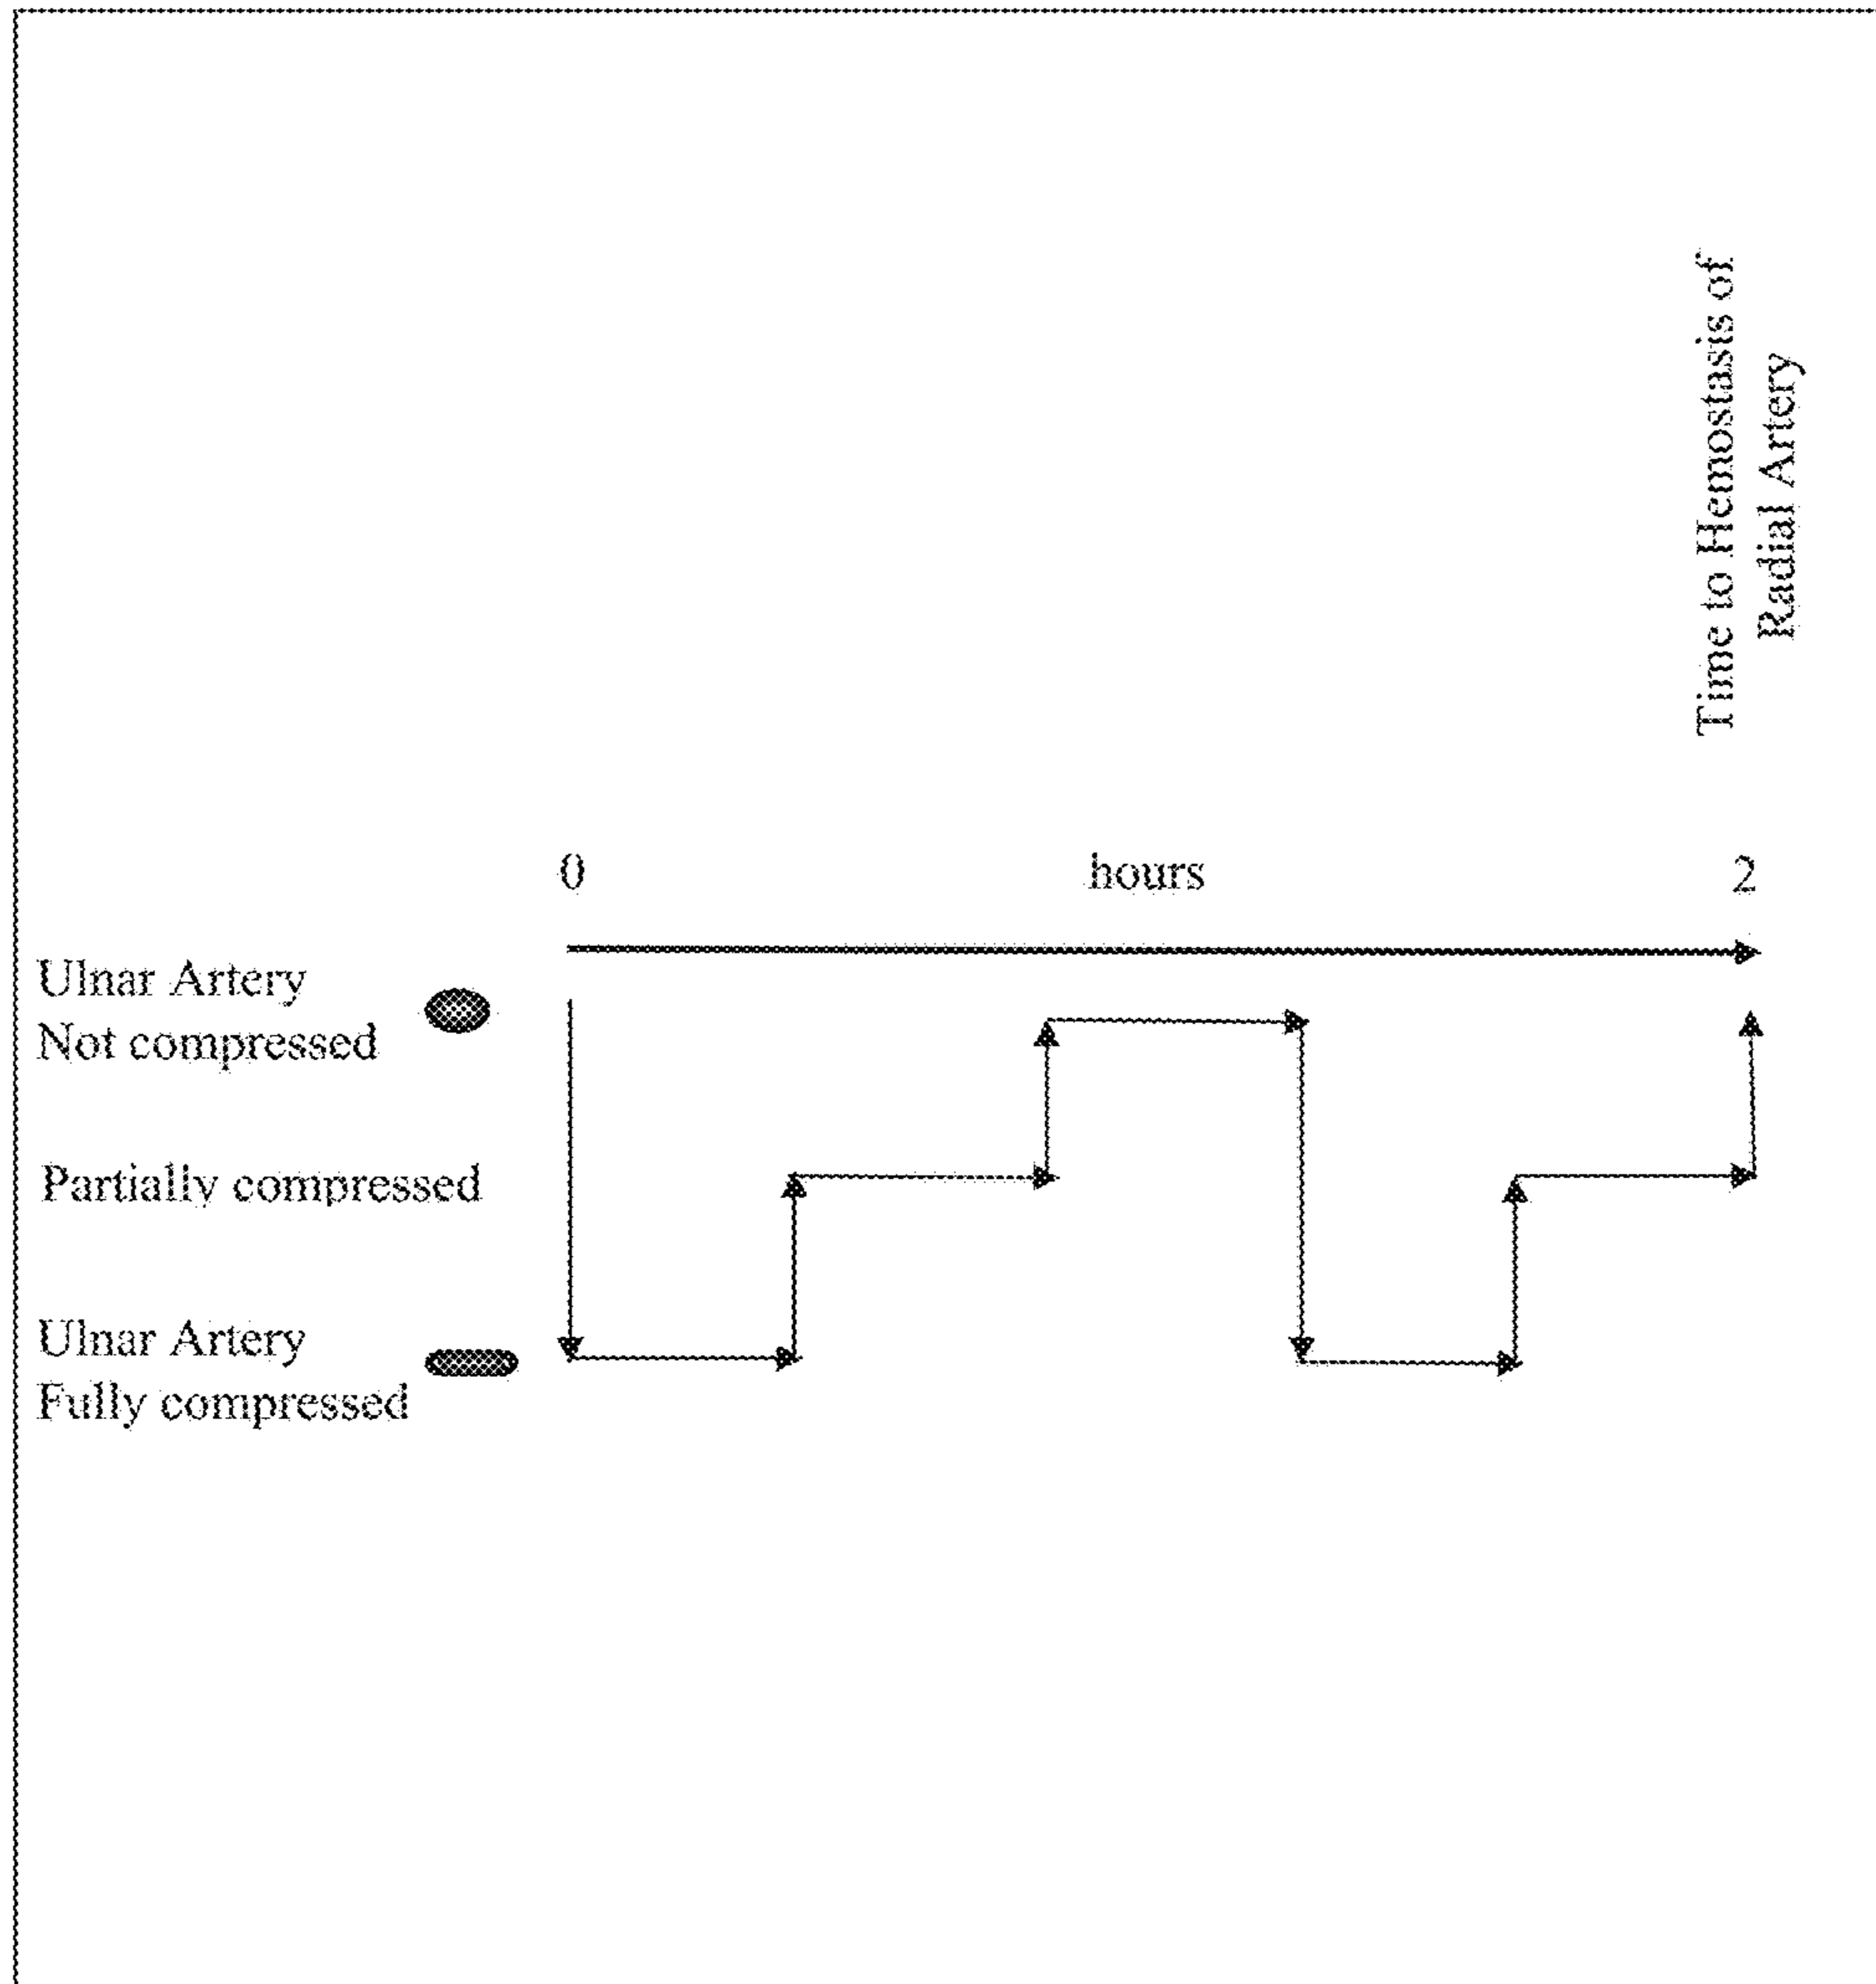 Time to Hemostasis of
Radial Artery
0 hours 2
Ulnar Artery
Not compressed
Partially compressed
Ulnar Artery
Fully compressed